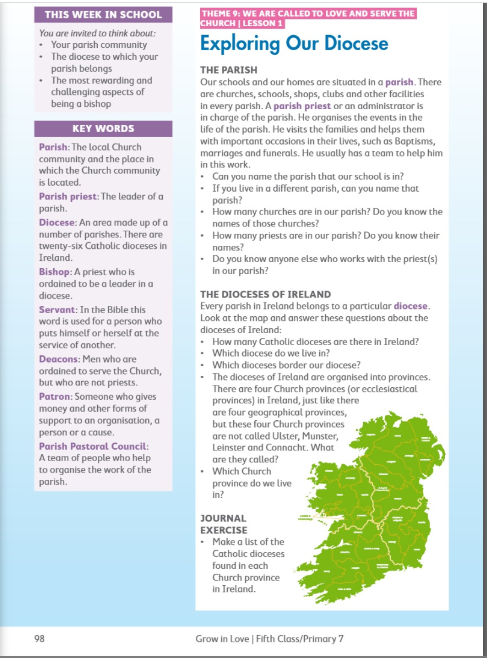 THIS WEEK IN SCHOOL
You are invited to think about:
• Your parish community
• The diocese to which your
parish belongs
• The most rewarding and
challenging aspects of
being a bishop
KEY WORDS
Parish: The local Church
community and the place in
which the Church community
is located.
Parish priest: The leader of a
parish.
Diocese: An area made up of a
number of parishes. There are
twenty-six Catholic dioceses in
Ireland.
Bishop: A priest who is
ordained to be a leader in a
diocese.
Servant: In the Bible this
word is used for a person who
puts himself or herself at the
service of another.
Deacons: Men who are
ordained to serve the Church,
but who are not priests.
Patron: Someone who gives
money and other forms of
support to an organisation, a
person or a cause.
Parish Pastoral Council:
A team of people who help
to organise the work of the
parish.
THEME 9: WE ARE CALLED TO LOVE AND SERVE THE
CHURCH | LESSON 1
Exploring Our Diocese
THE PARISH
Our schools and our homes are situated in a parish. There
are churches, schools, shops, clubs and other facilities
in every parish. A parish priest or an administrator is
in charge of the parish. He organises the events in the
life of the parish. He visits the families and helps them
with important occasions in their lives, such as Baptisms,
marriages and funerals. He usually has a team to help him
in this work.
• Can you name the parish that our school is in?
• If you live in a different parish, can you name that
parish?
• How many churches are in our parish? Do you know the
names of those churches?
• How many priests are in our parish? Do you know their
names?
• Do you know anyone else who works with the priest(s)
in our parish?
THE DIOCESES OF IRELAND
Every parish in Ireland belongs to a particular diocese.
Look at the map and answer these questions about the
dioceses of Ireland:
• How many Catholic dioceses are there in Ireland?
• Which diocese do we live in?
• Which dioceses border our diocese?
• The dioceses of Ireland are organised into provinces.
There are four Church provinces (or ecclesiastical
provinces) in Ireland, just like there
are four geographical provinces,
but these four Church provinces
are not called Ulster, Munster,
Leinster and Connacht. What
are they called?
• Which Church
province do we live
in?
JOURNAL
EXERCISE
• Make a list of the
Catholic dioceses
found in each
Church province
in Ireland.
98
Grow in Love | Fifth Class/Primary 7